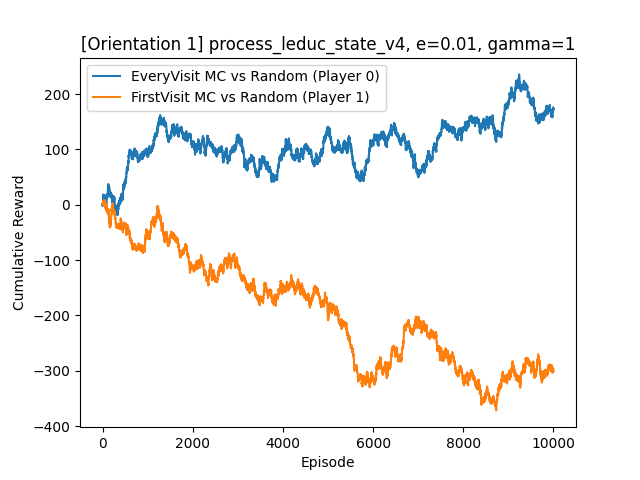 [Orientation 1] process_leduc_state_v4, e=0.01, gamma=1
EveryVisit MC vs Random (Player 0)
FirstVisit MC vs Random (Player 1)
200
100
0
−100
−200
−300
−400
Cumulative Reward
0 2000 4000 6000 8000 10000
Episode